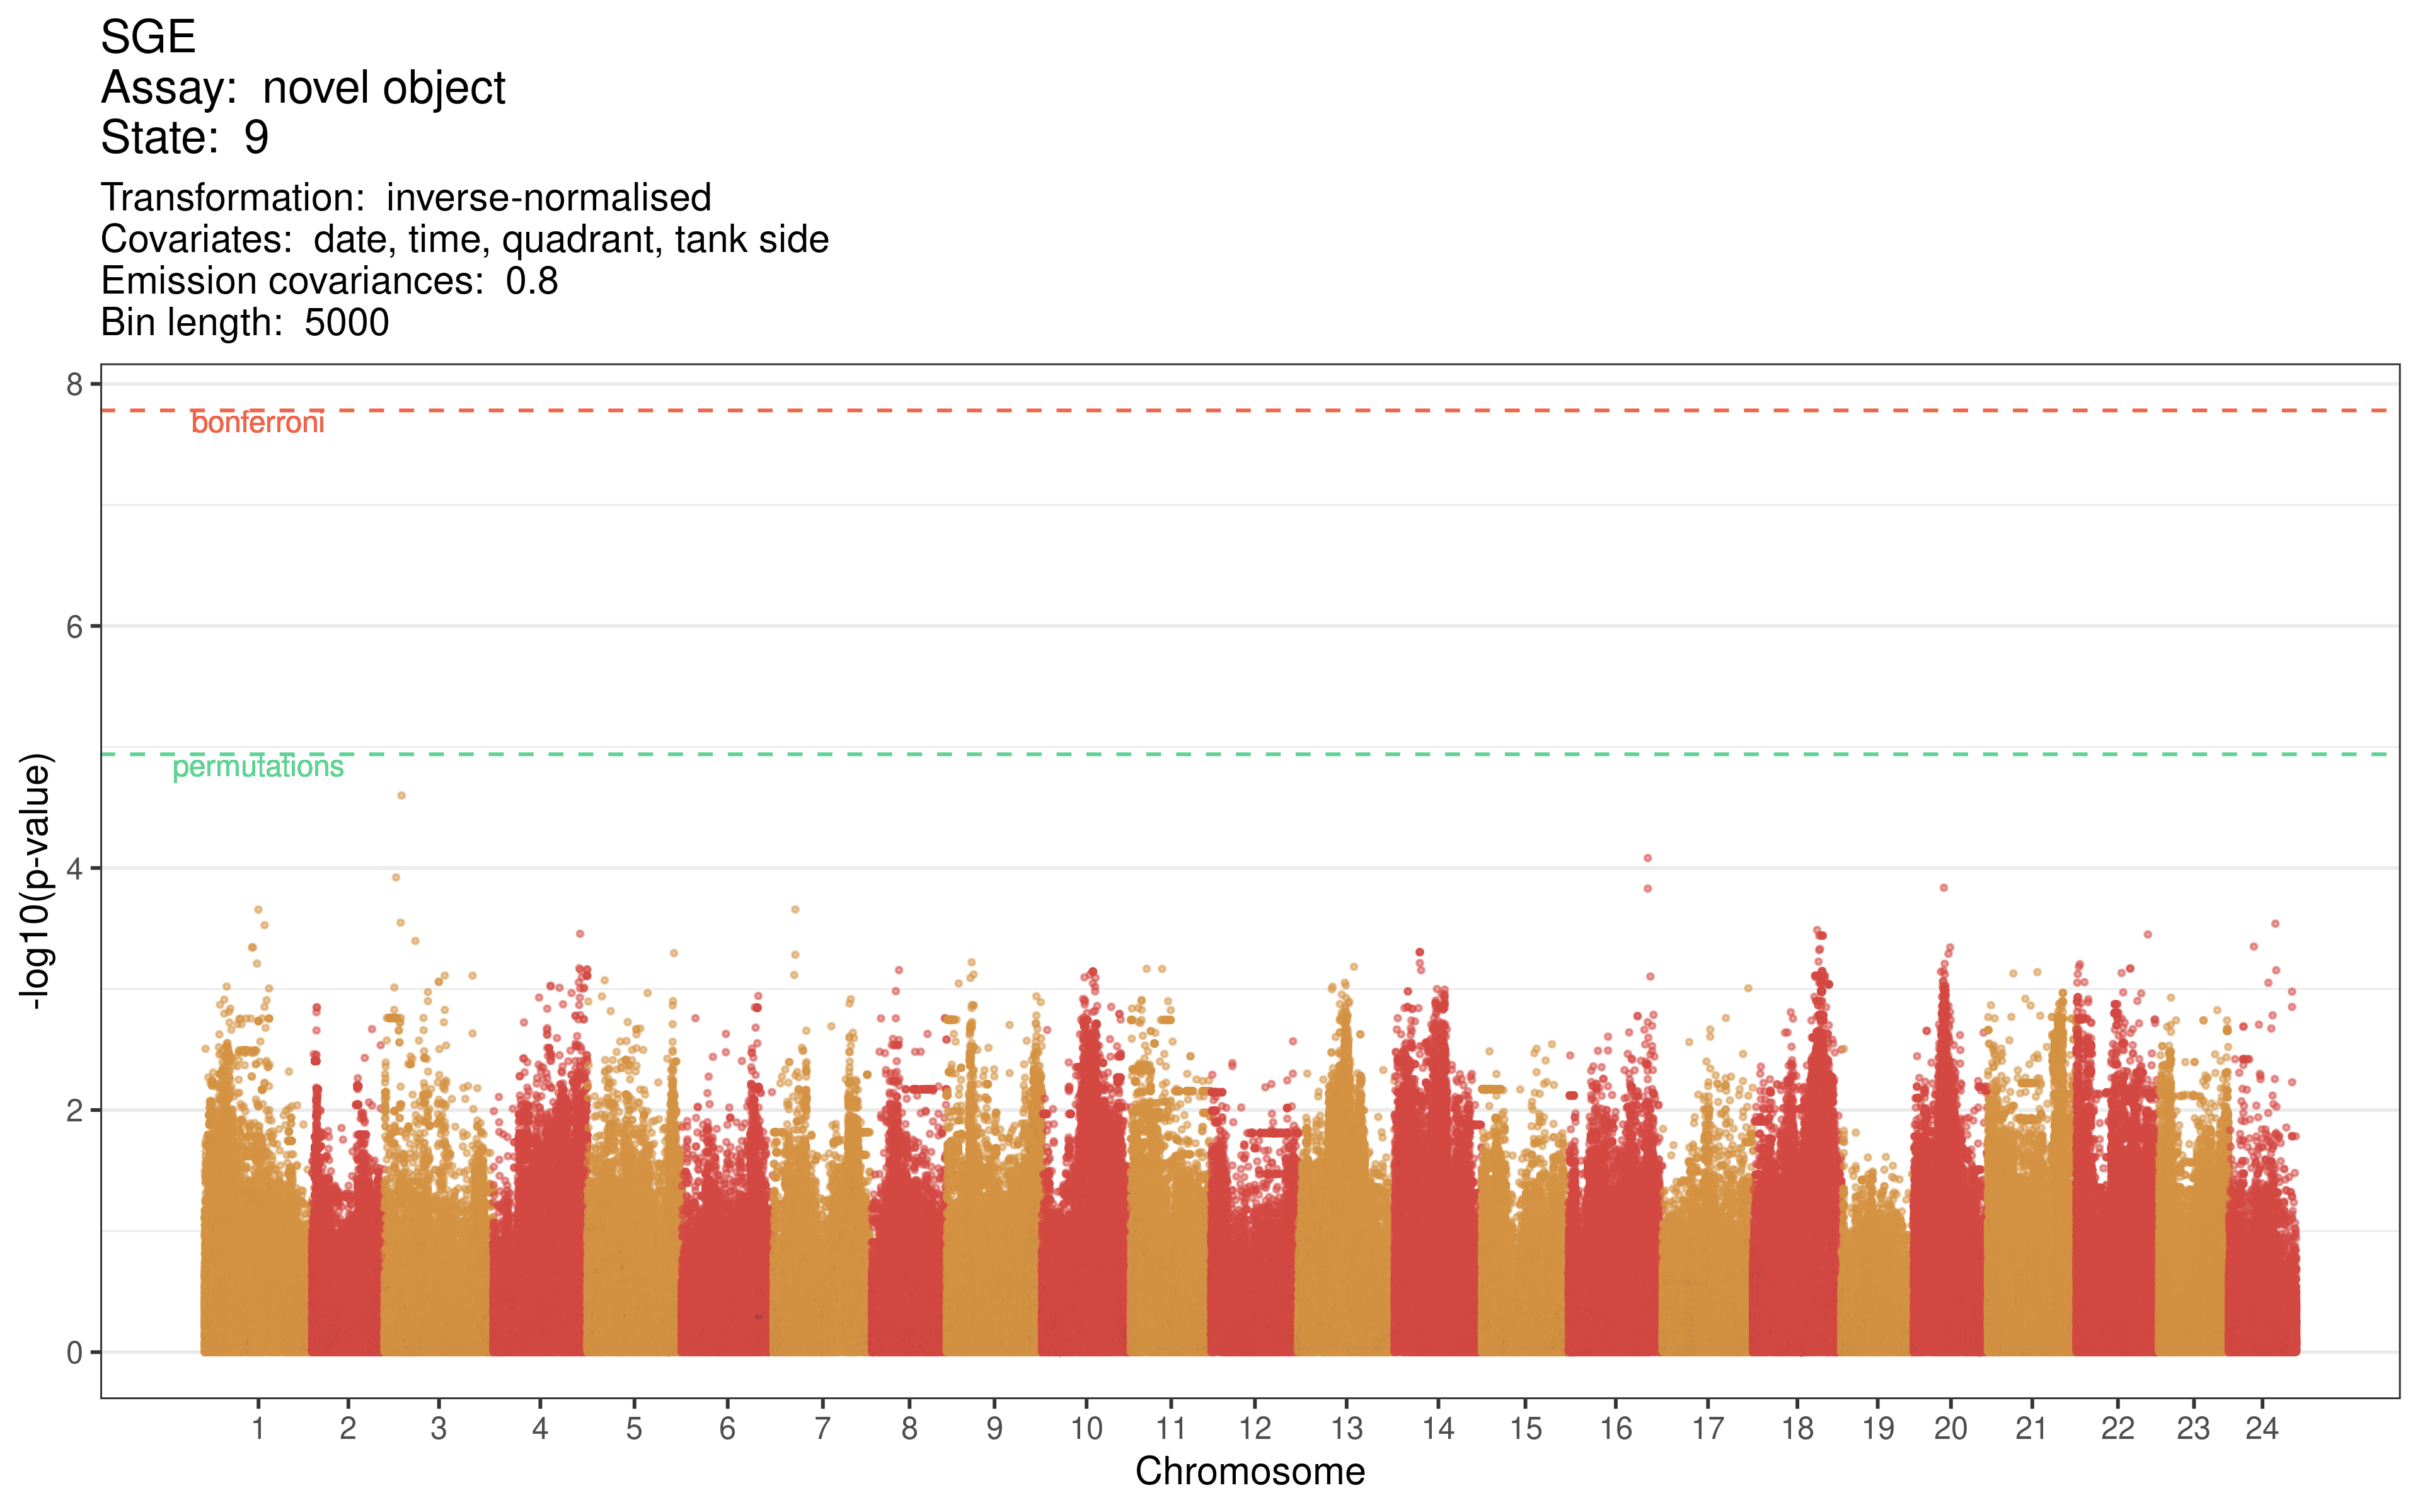 SGE
Assay:  novel object
State:  9
Transformation:  inverse-normalised
Covariates:  date, time, quadrant, tank side
Emission covariances:  0.8
Bin length:  5000
8
bonferroni
6
permutations
4
2
0
-log10(p-value)
1 2 3 4 5 6 7 8 9 10 11 12 13 14 15 16 17 18 19 20 21 22 23 24
Chromosome